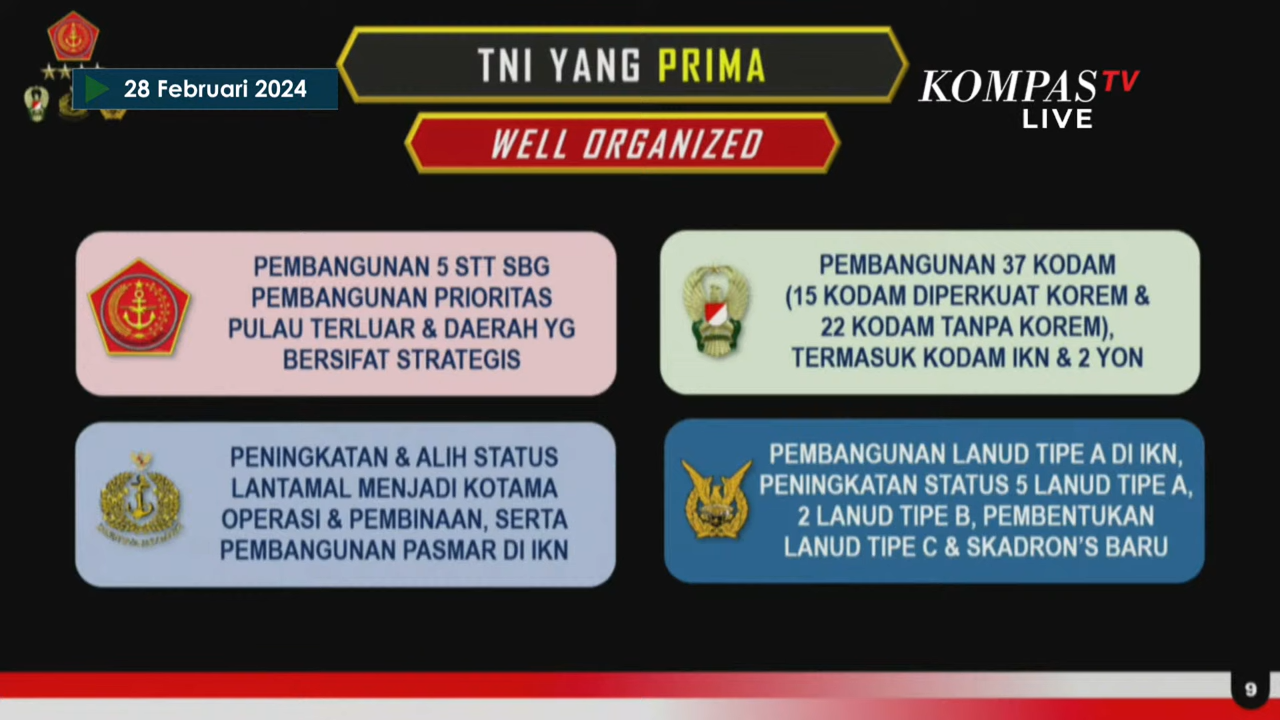 28 Februari 2024
TNI YANG PRIMA
KOMPAS TV
LIVE
WELL ORGANIZED
PEMBANGUNAN 5 STT SBG
PEMBANGUNAN PRIORITAS
PULAU TERLUAR & DAERAH YG
BERSIFAT STRATEGIS
PEMBANGUNAN 37 KODAM
(15 KODAM DIPERKUAT KOREM &
22 KODAM TANPA KOREM),
TERMASUK KODAM IKN & 2 YON
PENINGKATAN & ALIH STATUS
LANTAMAL MENJADI KOTAMA
OPERASI & PEMBINAAN, SERTA
PEMBANGUNAN PASMAR DI IKN
PEMBANGUNAN LANUD TIPE A DI IKN,
PENINGKATAN STATUS 5 LANUD TIPE A,
2 LANUD TIPE B, PEMBENTUKAN
LANUD TIPE C & SKADRON'S BARU
9